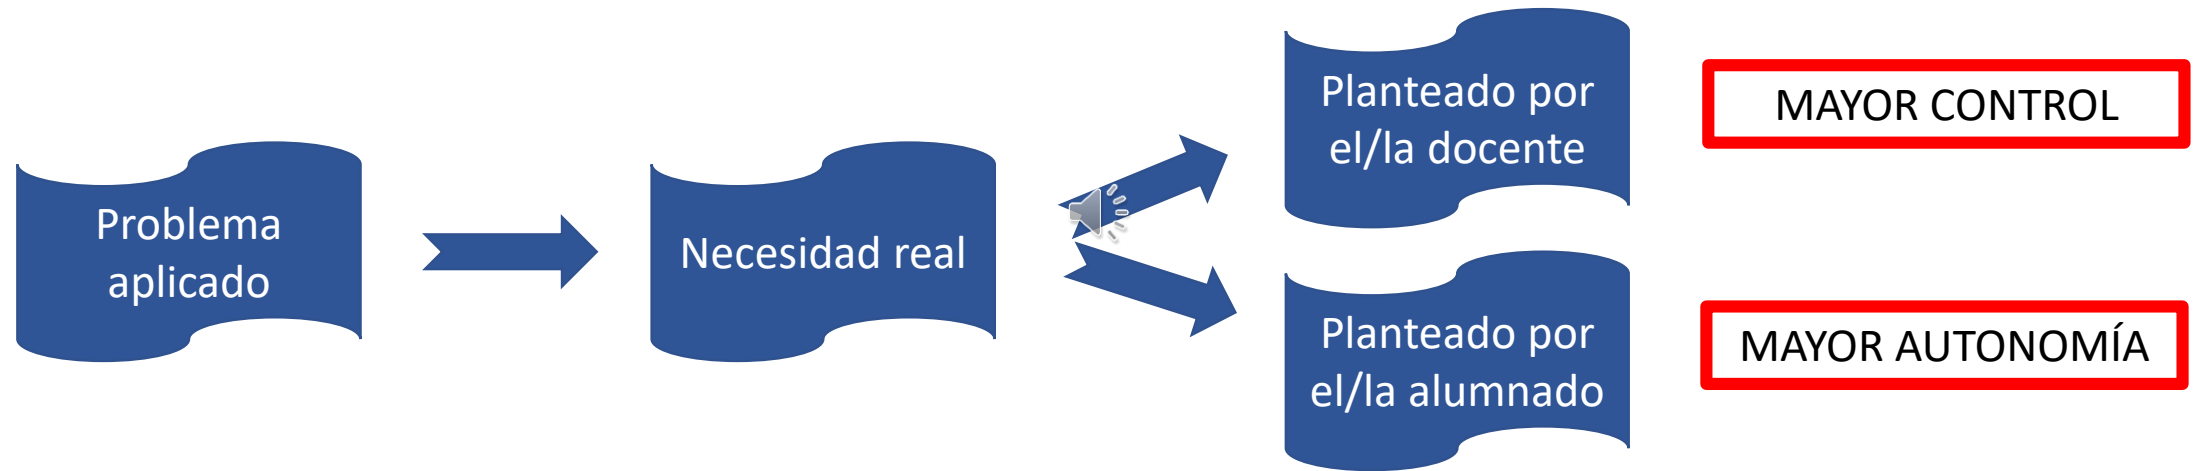 Problema
aplicado
Necesidad real
Planteado por
el/la docente
MAYOR CONTROL
Planteado por
el/la alumnado
MAYOR AUTONOMÍA